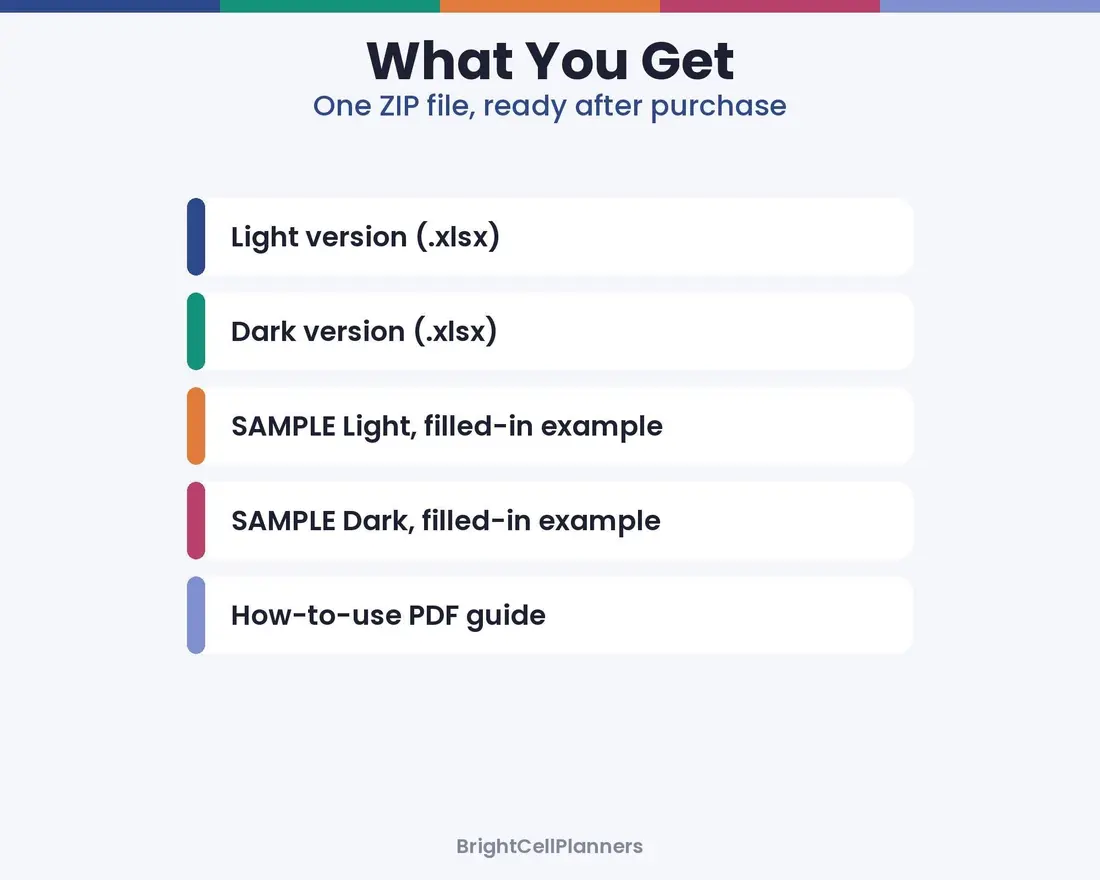 What You Get
One ZIP file, ready after purchase
Light version (.xlsx)
Dark version (.xlsx)
SAMPLE Light, filled-in example
SAMPLE Dark, filled-in example
How-to-use PDF guide
BrightCellPlanners